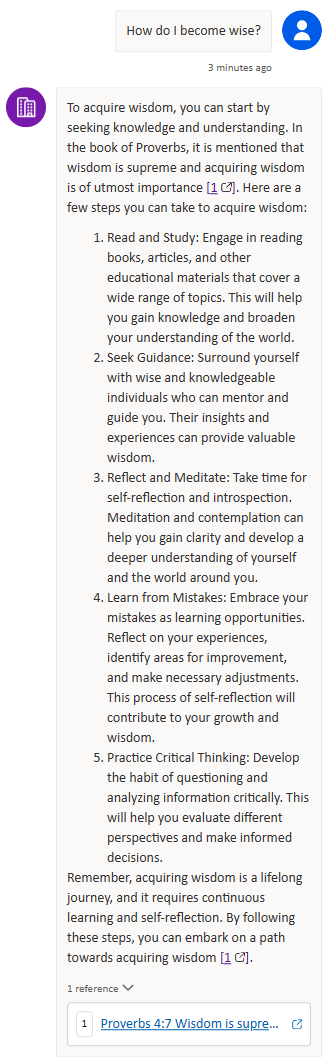 How do I become wise?
3 minutes ago
To acquire wisdom, you can start by
seeking knowledge and understanding. In
the book of Proverbs, it is mentioned that
wisdom is supreme and acquiring wisdom
is of utmost importance [1]. Here are a
few steps you can take to acquire wisdom:
1. Read and Study: Engage in reading
books, articles, and other
educational materials that cover a
wide range of topics. This will help
you gain knowledge and broaden
your understanding of the world.
2. Seek Guidance: Surround yourself
with wise and knowledgeable
individuals who can mentor and
guide you. Their insights and
experiences can provide valuable
wisdom.
3. Reflect and Meditate: Take time for
self-reflection and introspection.
Meditation and contemplation can
help you gain clarity and develop a
deeper understanding of yourself
and the world around you.
4. Learn from Mistakes: Embrace your
mistakes as learning opportunities.
Reflect on your experiences,
identify areas for improvement,
and make necessary adjustments.
This process of self-reflection will
contribute to your growth and
wisdom.
5. Practice Critical Thinking: Develop
the habit of questioning and
analyzing information critically. This
will help you evaluate different
perspectives and make informed
decisions.
Remember, acquiring wisdom is a lifelong
journey, and it requires continuous
learning and self-reflection. By following
these steps, you can embark on a path
towards acquiring wisdom [1].
1 reference
1 Proverbs 4:7 Wisdom is supre...